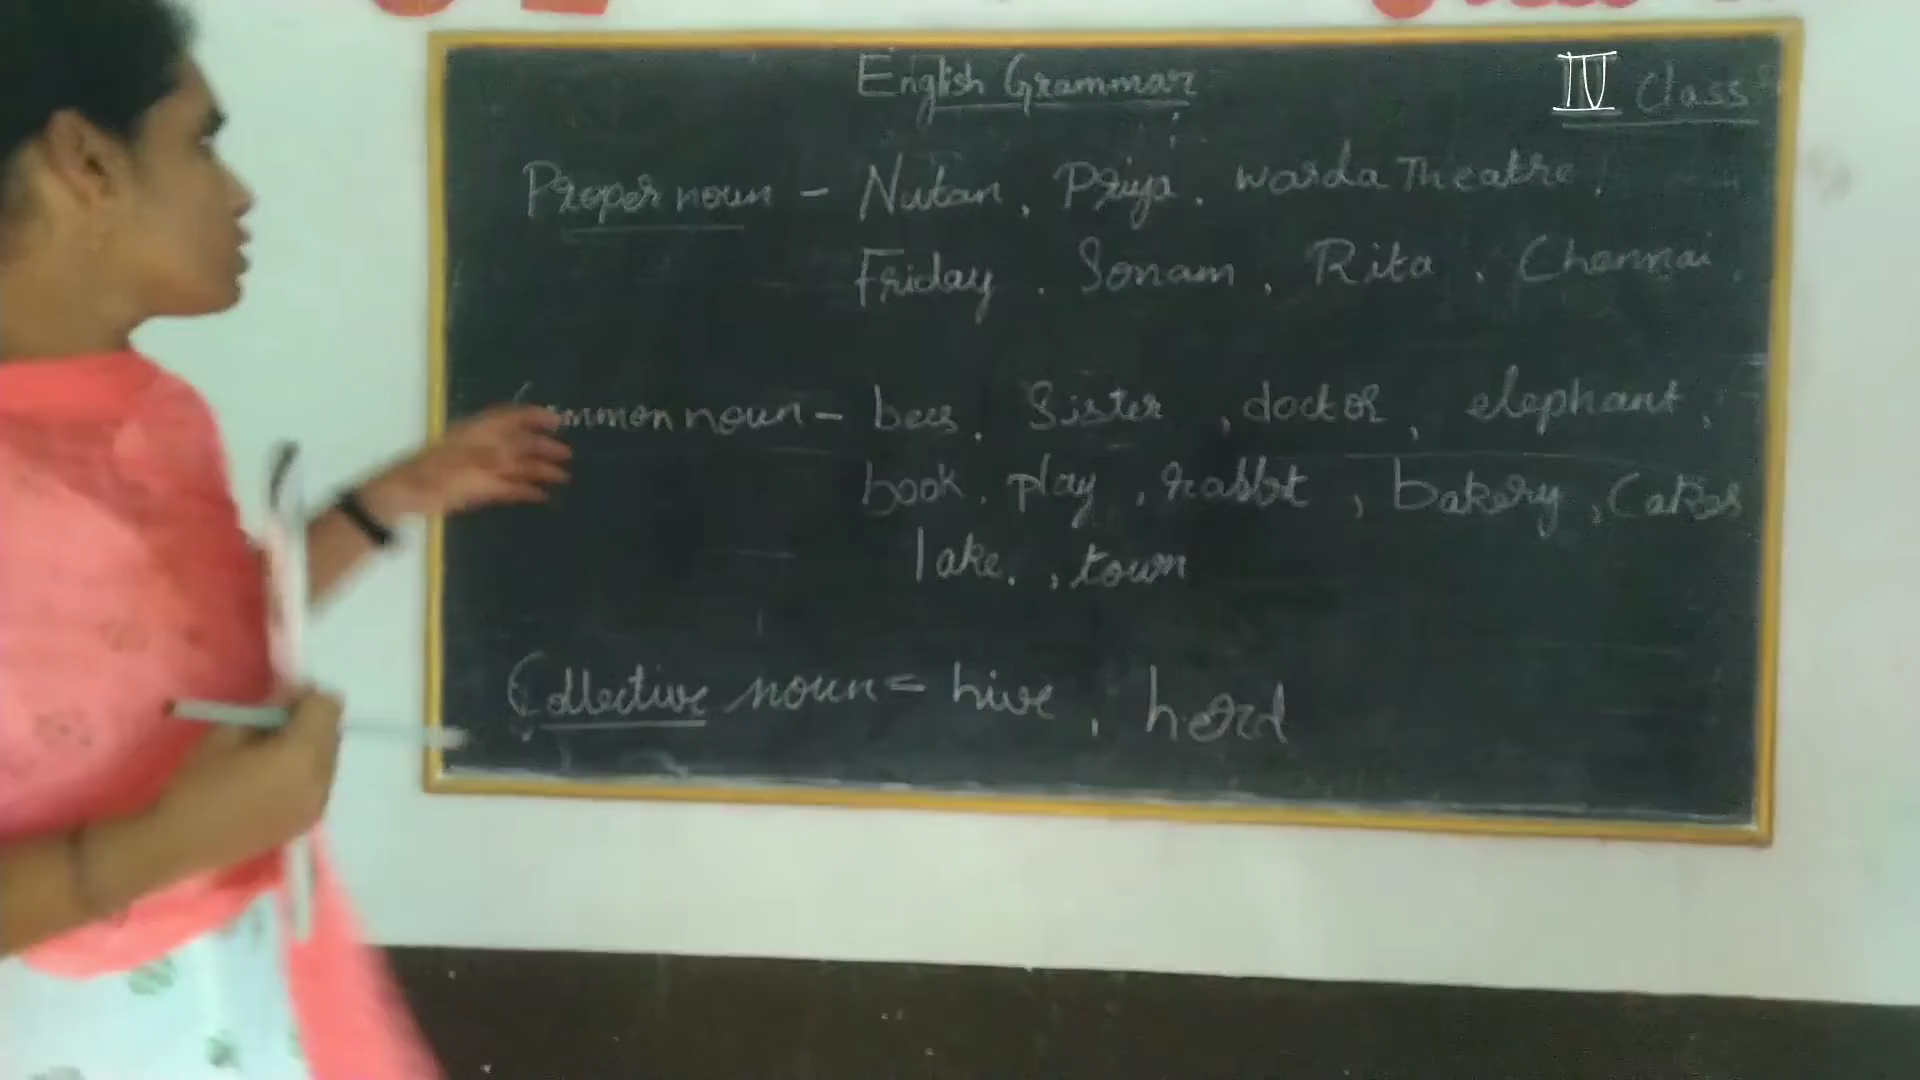 English Grammar
IV Class
Proper noun - Nutan, Priya, warda Theatre,
Friday, Sonam, Rita, Chennai,
Common noun - bees, Sister, doctor, elephant,
book, play, rabbit, bakery, Cakes
lake., town
Collective noun = hive, herd